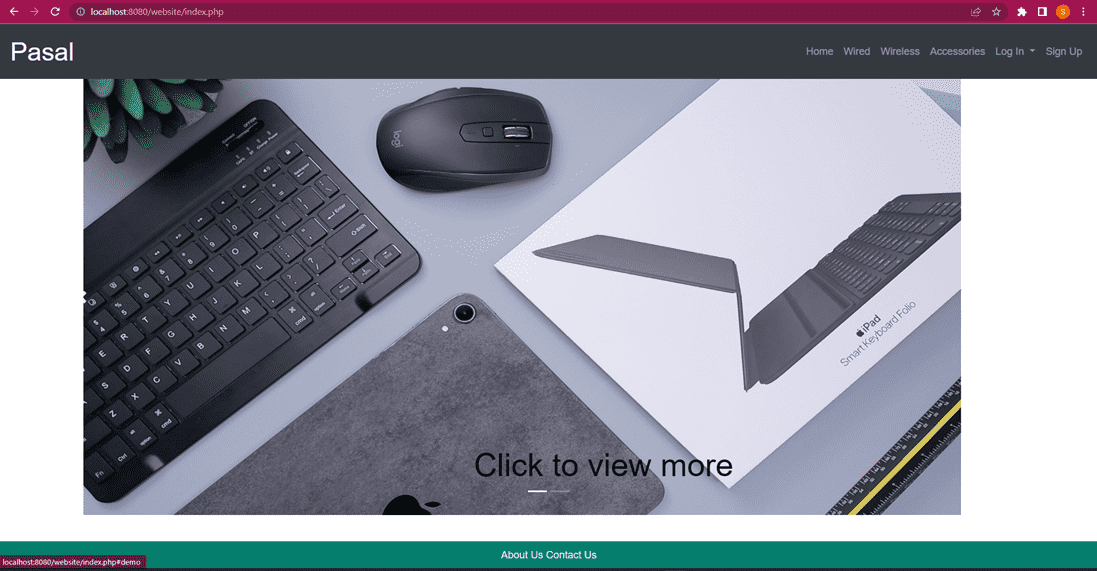 localhost:8080/website/index.php
S
Pasal
Home Wired Wireless Accessories Log In Sign Up
logi
iPad
Smart Keyboard Folio
Click to view more
About Us Contact Us
localhost:8080/website/index.php#demo